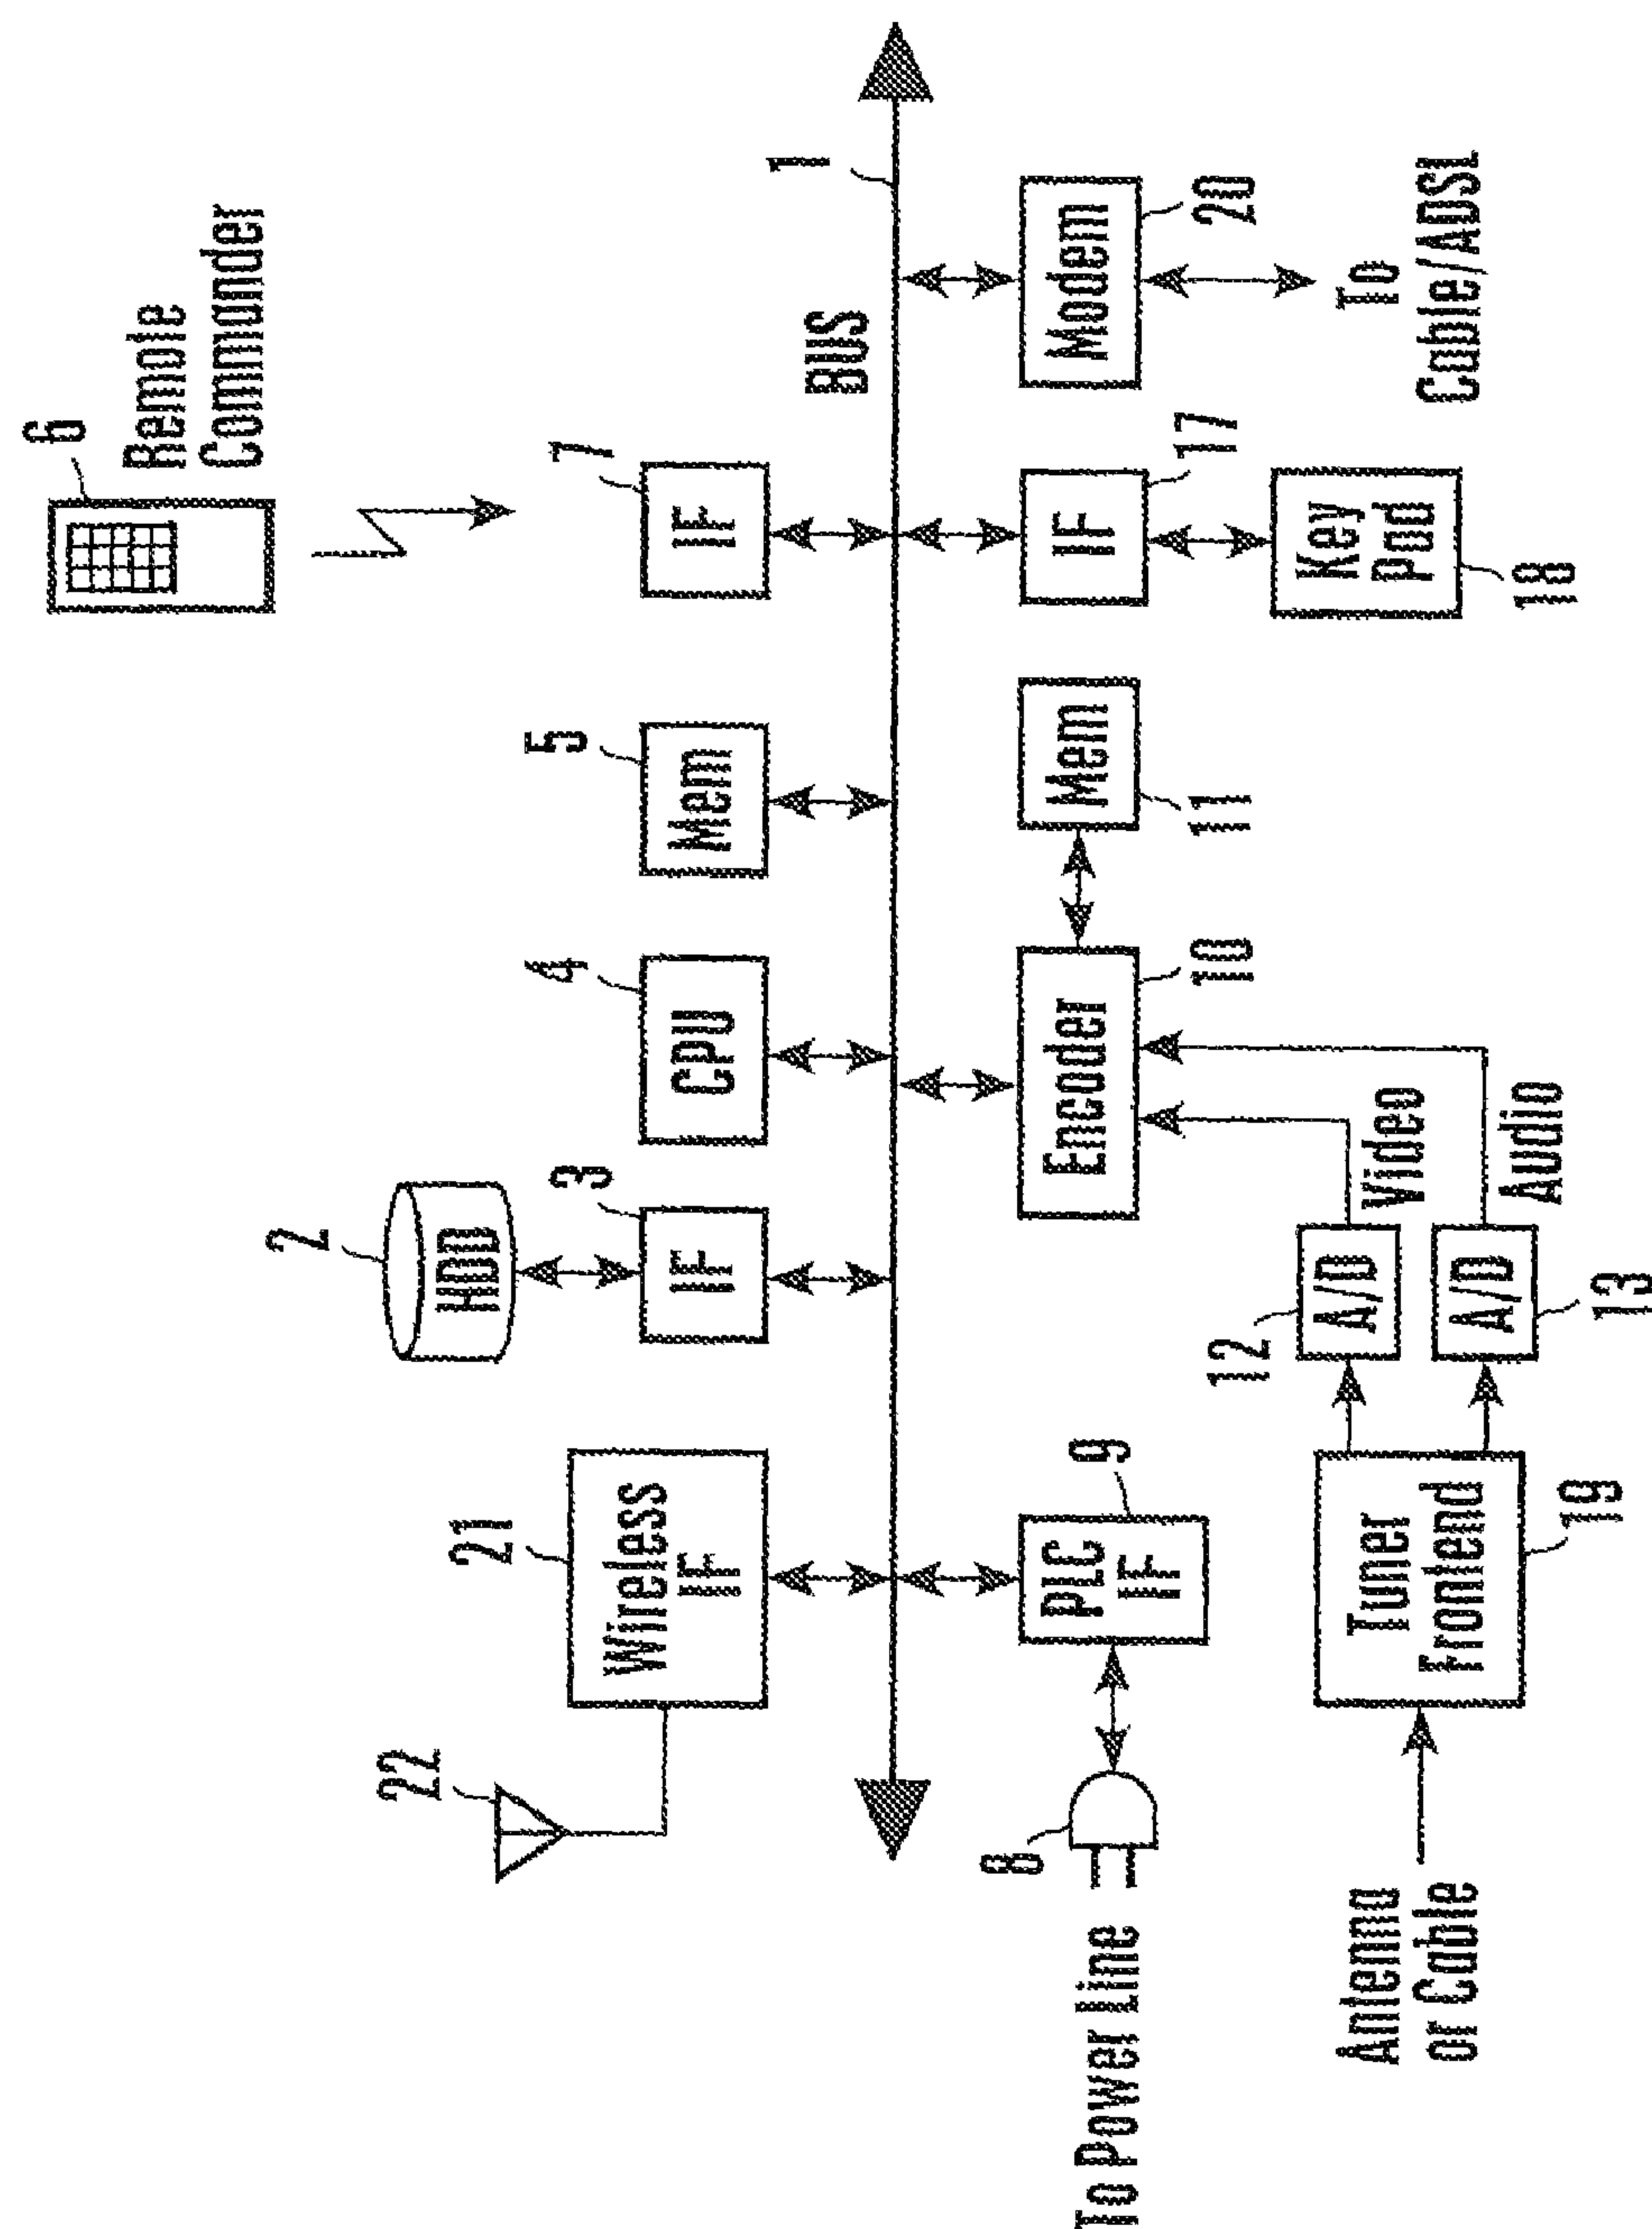 6
Remote
Commander
2
HDD
22
21
Wireless
IF
3
IF
4
CPU
5
Mem
7
IF
BUS
1
8
To Power Line
9
PLC
IF
Encoder
10
Mem
11
IF
17
Modem
20
Key
Pad
18
To
Cable/ADSL
Antenna
or Cable
Tuner
Frontend
19
12
A/D
Video
A/D
13
Audio